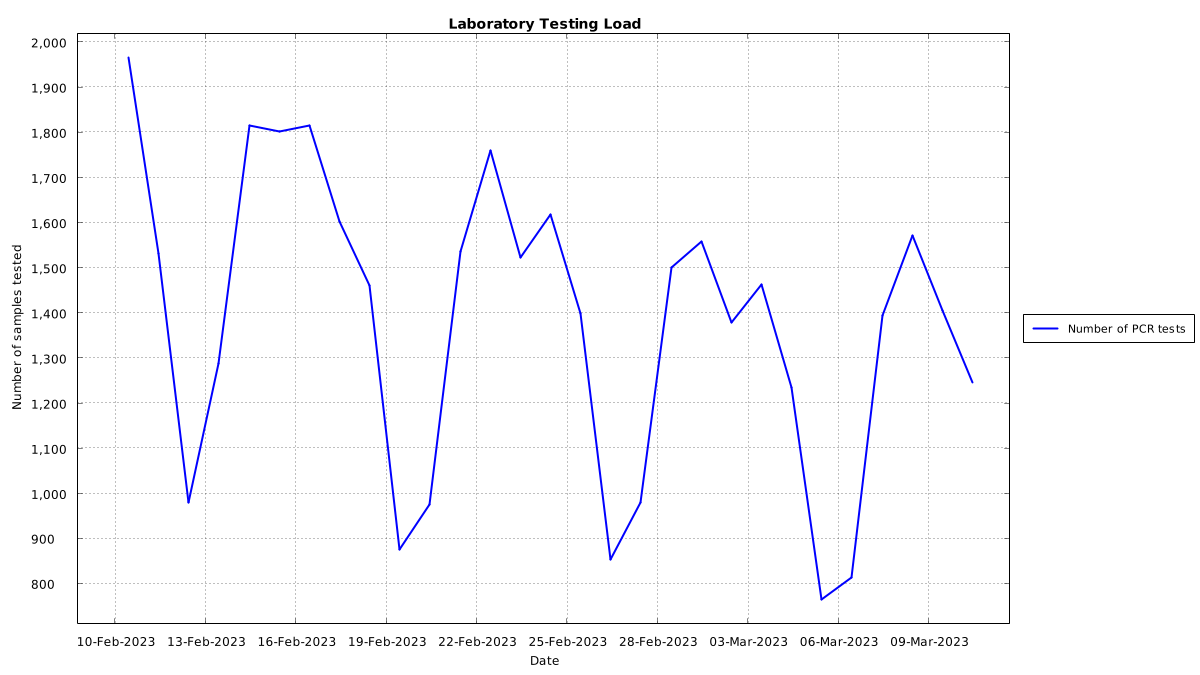 Laboratory Testing Load
2,000
1,900
1,800
1,700
1,600
1,500
1,400
1,300
1,200
1,100
1,000
900
800
Number of samples tested
10-Feb-2023 13-Feb-2023 16-Feb-2023 19-Feb-2023 22-Feb-2023 25-Feb-2023 28-Feb-2023 03-Mar-2023 06-Mar-2023 09-Mar-2023
Date
Number of PCR tests